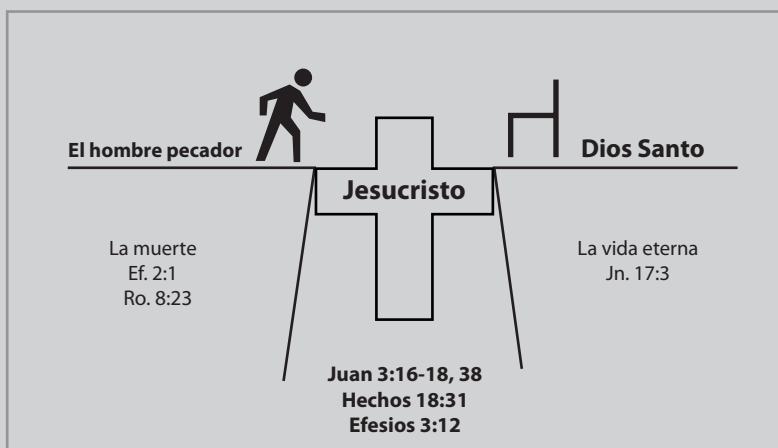 El hombre pecador
Dios Santo
Jesucristo
La muerte
Ef. 2:1
Ro. 8:23
La vida eterna
Jn. 17:3
Juan 3:16-18, 38
Hechos 18:31
Efesios 3:12